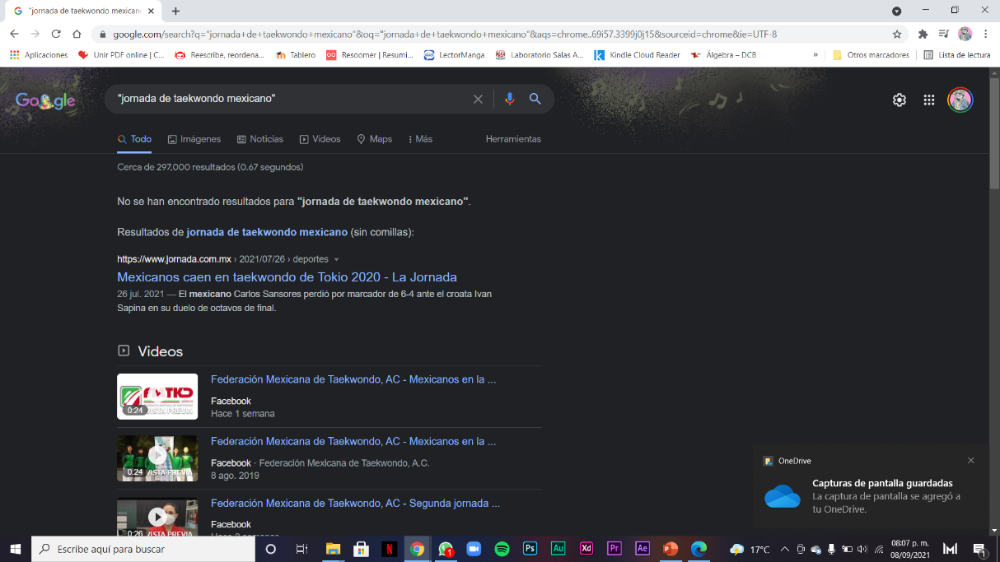 "jornada de taekwondo mexican
google.com/search?q="jornada+de+taekwondo+mexicano"&oq="jornada+de+taekwondo+mexicano"&aqs=chrome..69i57.3399j0j15&sourceid=chrome&ie=UTF-8
Aplicaciones
Unir PDF online | C...
Reescribe, reordena...
Tablero
Resoomer | Resumi...
LectorManga
Laboratorio Salas A...
Kindle Cloud Reader
Álgebra – DCB
»
Otros marcadores
Lista de lectura
Google
"jornada de taekwondo mexicano"
Todo
Imágenes
Noticias
Videos
Maps
Más
Herramientas
Cerca de 297,000 resultados (0.67 segundos)
No se han encontrado resultados para "jornada de taekwondo mexicano".
Resultados de jornada de taekwondo mexicano (sin comillas):
https://www.jornada.com.mx › 2021/07/26 › deportes
Mexicanos caen en taekwondo de Tokio 2020 - La Jornada
26 jul. 2021 — El mexicano Carlos Sansores perdió por marcador de 6-4 ante el croata Ivan
Sapina en su duelo de octavos de final.
Videos
0:24
VISTA PREVIA
Federación Mexicana de Taekwondo, AC - Mexicanos en la ...
Facebook
Hace 1 semana
0:24
VISTA PREVIA
Federación Mexicana de Taekwondo, AC - Mexicanos en la ...
Facebook · Federación Mexicana de Taekwondo, A.C.
8 ago. 2019
0:26
VISTA PREVIA
Federación Mexicana de Taekwondo, AC - Segunda jornada ...
Facebook
OneDrive
Capturas de pantalla guardadas
La captura de pantalla se agregó a
tu OneDrive.
Escribe aquí para buscar
1
Ps
Au
Xd
Pr
Ae
17°C
08:07 p. m.
08/09/2021
1